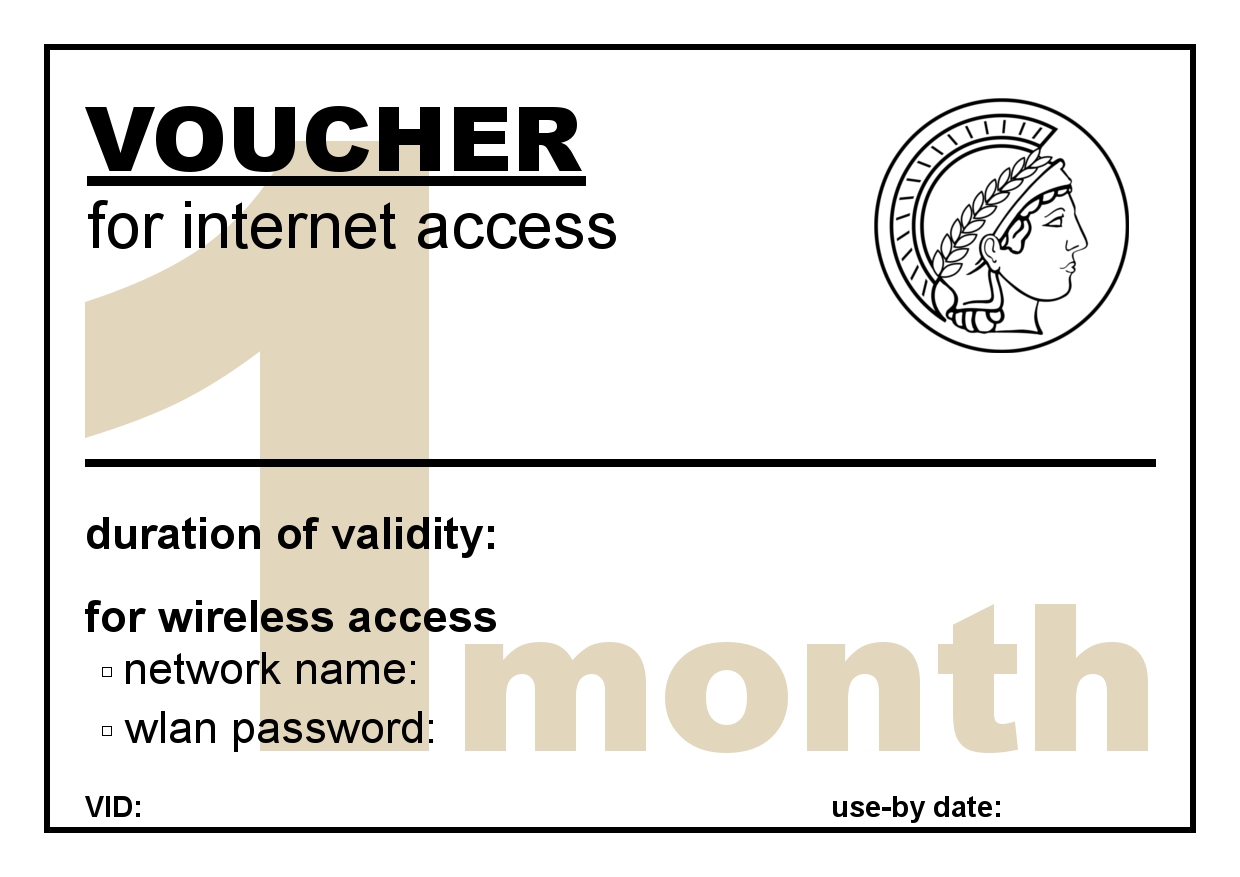 VOUCHER
for internet access
duration of validity:
for wireless access
▫ network name:
▫ wlan password:
1 month
VID:
use-by date: